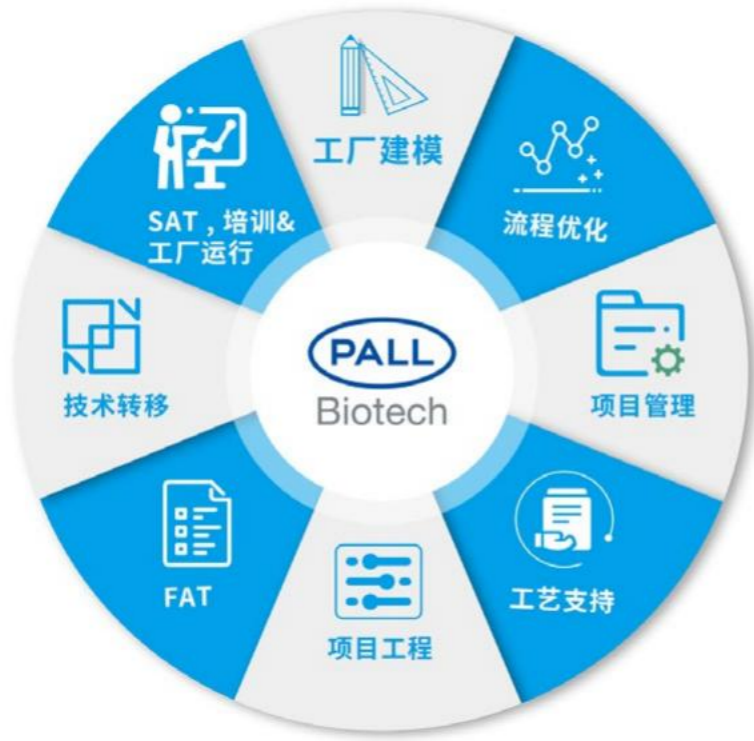 工厂建模
流程优化
项目管理
工艺支持
项目工程
FAT
技术转移
SAT , 培训&
工厂运行
PALL
Biotech